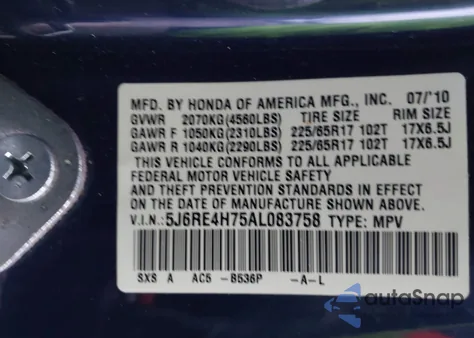 MFD. BY HONDA OF AMERICA MFG., INC. 07/'10
GVWR 2070KG(4560LBS) TIRE SIZE RIM SIZE
GAWR F 1050KG(2310LBS) 225/65R17 102T 17X6.5J
GAWR R 1040KG(2290LBS) 225/65R17 102T 17X6.5J
THIS VEHICLE CONFORMS TO ALL APPLICABLE
FEDERAL MOTOR VEHICLE SAFETY
AND THEFT PREVENTION STANDARDS IN EFFECT
ON THE DATE OF MANUFACTURE SHOWN ABOVE.
V.I.N.: 5J6RE4H75AL083758 TYPE: MPV
SXS A AC5 -B536P -A-L
autoSnap